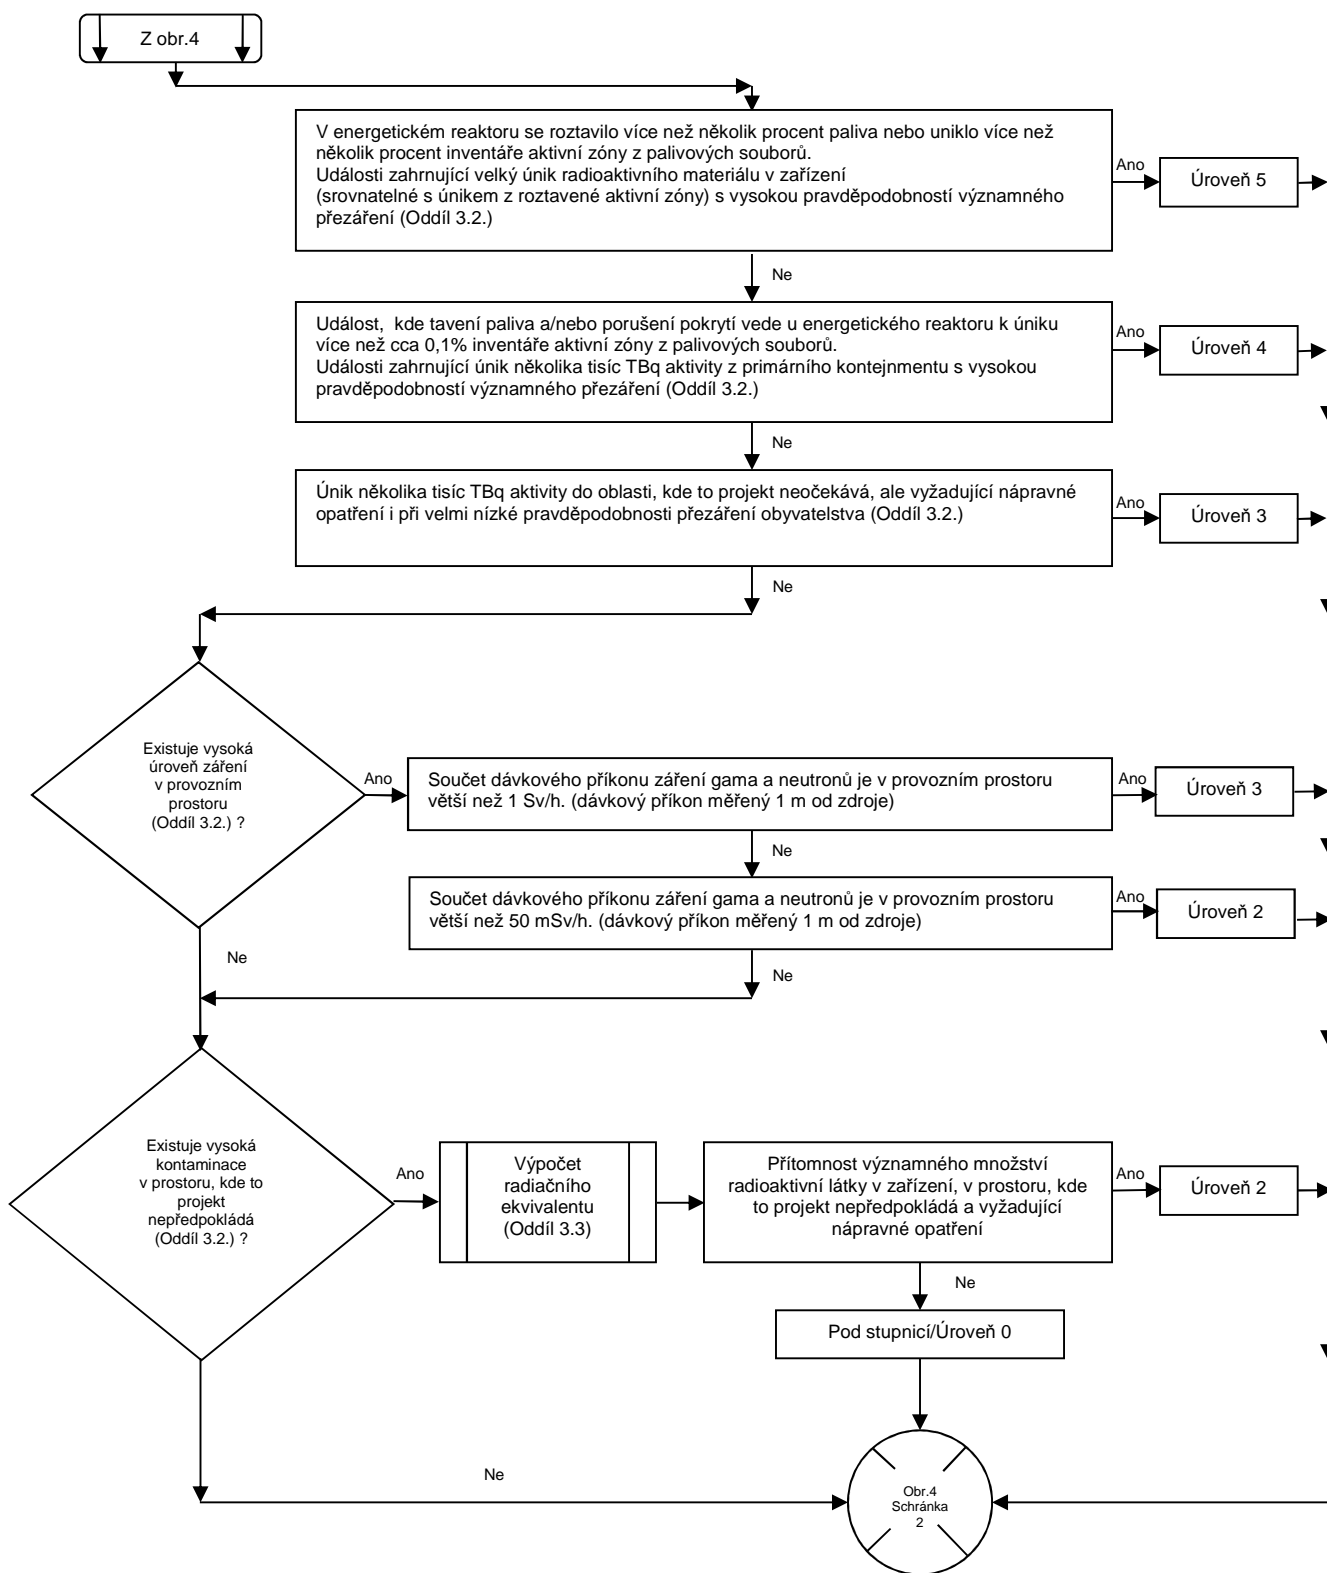 Z obr.4
V energetickém reaktoru se roztavilo více než několik procent paliva nebo uniklo více než
několik procent inventáře aktivní zóny z palivových souborů.
Události zahrnující velký únik radioaktivního materiálu v zařízení
(srovnatelné s únikem z roztavené aktivní zóny) s vysokou pravděpodobností významného
přezáření (Oddíl 3.2.)
Ano
Úroveň 5
Ne
Událost,  kde tavení paliva a/nebo porušení pokrytí vede u energetického reaktoru k úniku
více než cca 0,1% inventáře aktivní zóny z palivových souborů.
Události zahrnující únik několika tisíc TBq aktivity z primárního kontejnmentu s vysokou
pravděpodobností významného přezáření (Oddíl 3.2.)
Ano
Úroveň 4
Ne
Únik několika tisíc TBq aktivity do oblasti, kde to projekt neočekává, ale vyžadující nápravné
opatření i při velmi nízké pravděpodobnosti přezáření obyvatelstva (Oddíl 3.2.)
Ano
Úroveň 3
Ne
Existuje vysoká
úroveň záření
v provozním
prostoru
(Oddíl 3.2.) ?
Ano
Součet dávkového příkonu záření gama a neutronů je v provozním prostoru
větší než 1 Sv/h. (dávkový příkon měřený 1 m od zdroje)
Ano
Úroveň 3
Ne
Součet dávkového příkonu záření gama a neutronů je v provozním prostoru
větší než 50 mSv/h. (dávkový příkon měřený 1 m od zdroje)
Ano
Úroveň 2
Ne
Ne
Existuje vysoká
kontaminace
v prostoru, kde to
projekt
nepředpokládá
(Oddíl 3.2.) ?
Ano
Výpočet
radiačního
ekvivalentu
(Oddíl 3.3)
Přítomnost významného množství
radioaktivní látky v zařízení, v prostoru, kde
to projekt nepředpokládá a vyžadující
nápravné opatření
Ano
Úroveň 2
Ne
Pod stupnicí/Úroveň 0
Ne
Obr.4
Schránka
2